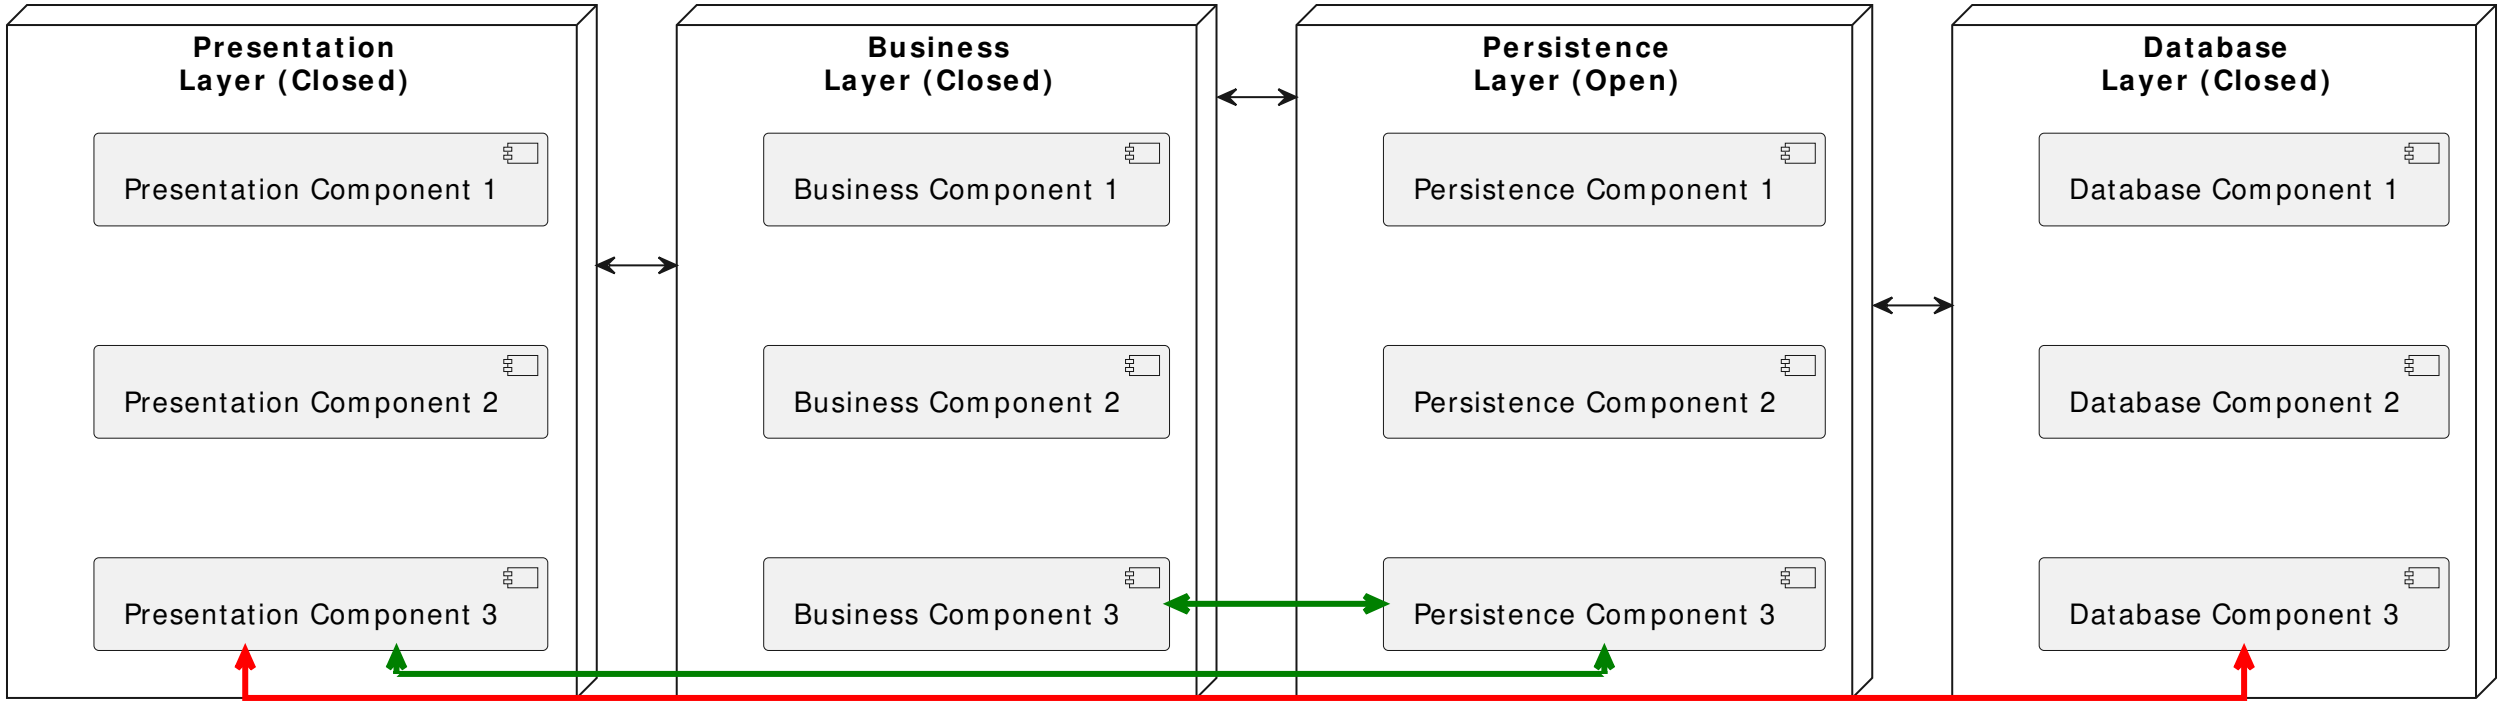 Presentation
Layer (Closed)
Presentation Component 1
Presentation Component 2
Presentation Component 3
Business
Layer (Closed)
Business Component 1
Business Component 2
Business Component 3
Persistence
Layer (Open)
Persistence Component 1
Persistence Component 2
Persistence Component 3
Database
Layer (Closed)
Database Component 1
Database Component 2
Database Component 3